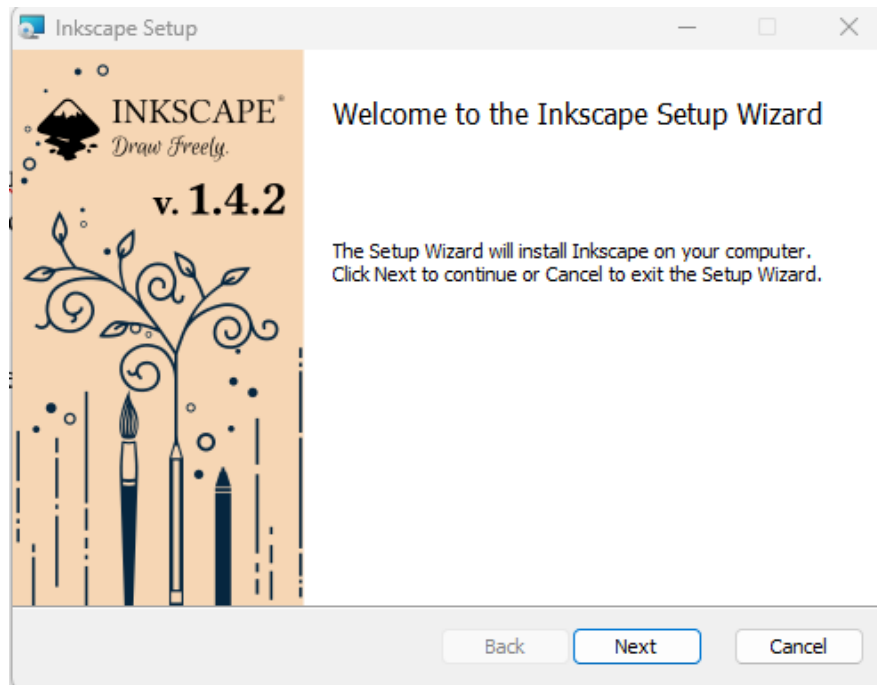 Inkscape Setup
INKSCAPE®
Draw Freely.
v. 1.4.2
Welcome to the Inkscape Setup Wizard
The Setup Wizard will install Inkscape on your computer.
Click Next to continue or Cancel to exit the Setup Wizard.
Back
Next
Cancel